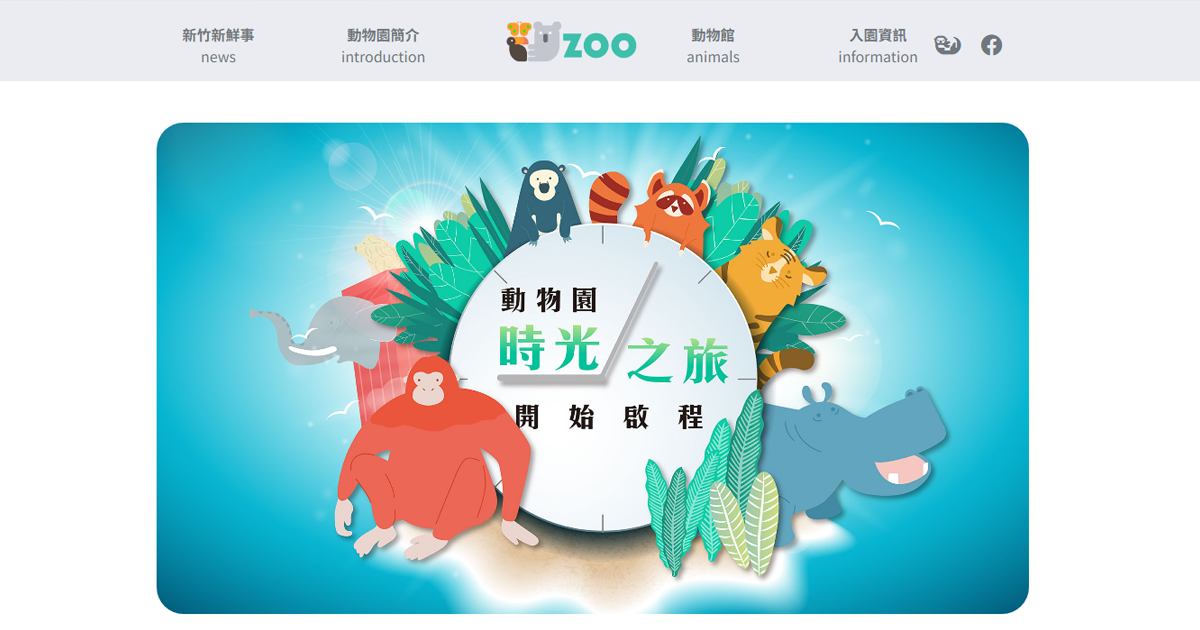 新竹新鮮事
news
動物園簡介
introduction
ZOO
動物館
animals
入園資訊
information
動物園
時光之旅
開始啟程